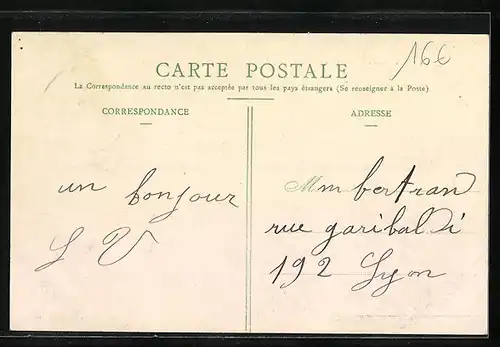 166
CARTE POSTALE
La Correspondance au recto n'est pas acceptée par tous les pays étrangers (Se renseigner à la Poste)
CORRESPONDANCE
un bonjour
L V
ADRESSE
Mm bertran
rue garibaldi
192 Lyon